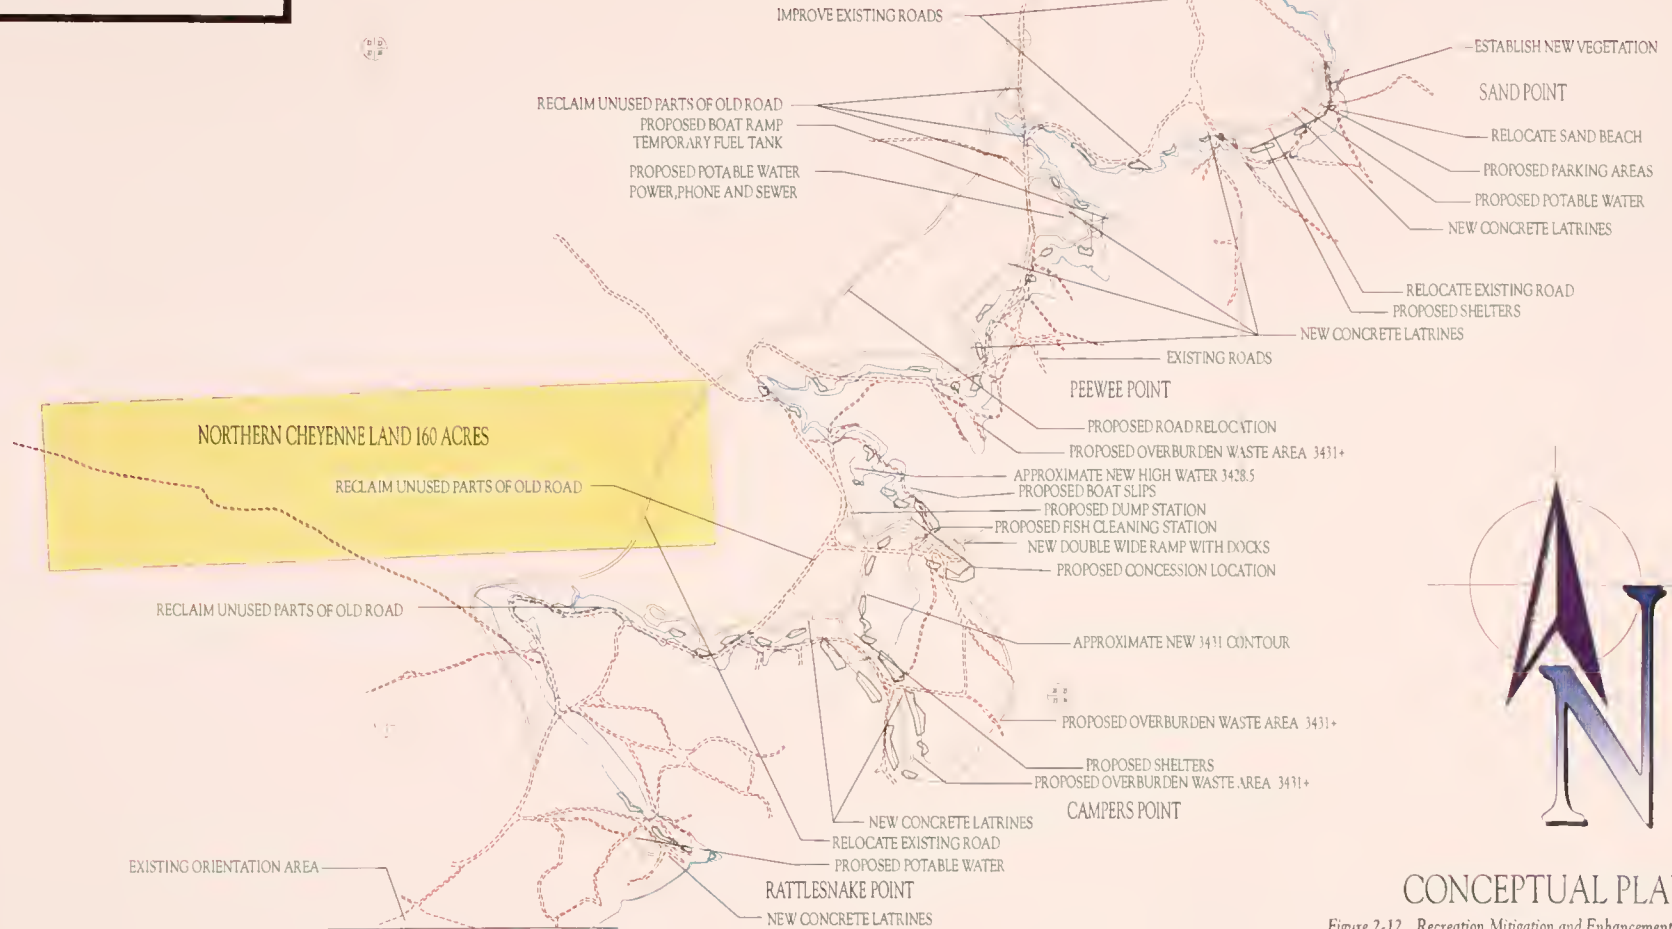 IMPROVE EXISTING ROADS
ESTABLISH NEW VEGETATION
SAND POINT
RECLAIM UNUSED PARTS OF OLD ROAD
PROPOSED BOAT RAMP
TEMPORARY FUEL TANK
RELOCATE SAND BEACH
PROPOSED POTABLE WATER
POWER, PHONE AND SEWER
PROPOSED PARKING AREAS
PROPOSED POTABLE WATER
NEW CONCRETE LATRINES
RELOCATE EXISTING ROAD
PROPOSED SHELTERS
NEW CONCRETE LATRINES
EXISTING ROADS
PEEWEE POINT
PROPOSED ROAD RELOCATION
NORTHERN CHEYENNE LAND 160 ACRES
PROPOSED OVERBURDEN WASTE AREA 3431+
APPROXIMATE NEW HIGH WATER 3428.5
RECLAIM UNUSED PARTS OF OLD ROAD
PROPOSED BOAT SLIPS
PROPOSED DUMP STATION
PROPOSED FISH CLEANING STATION
NEW DOUBLE WIDE RAMP WITH DOCKS
PROPOSED CONCESSION LOCATION
RECLAIM UNUSED PARTS OF OLD ROAD
APPROXIMATE NEW 3431 CONTOUR
PROPOSED OVERBURDEN WASTE AREA 3431+
PROPOSED SHELTERS
PROPOSED OVERBURDEN WASTE AREA 3431+
CAMPERS POINT
NEW CONCRETE LATRINES
RELOCATE EXISTING ROAD
PROPOSED POTABLE WATER
EXISTING ORIENTATION AREA
RATTLESNAKE POINT
NEW CONCRETE LATRINES
N
CONCEPTUAL PLA
Figure 2-12 Recreation Mitigation and Enhancement